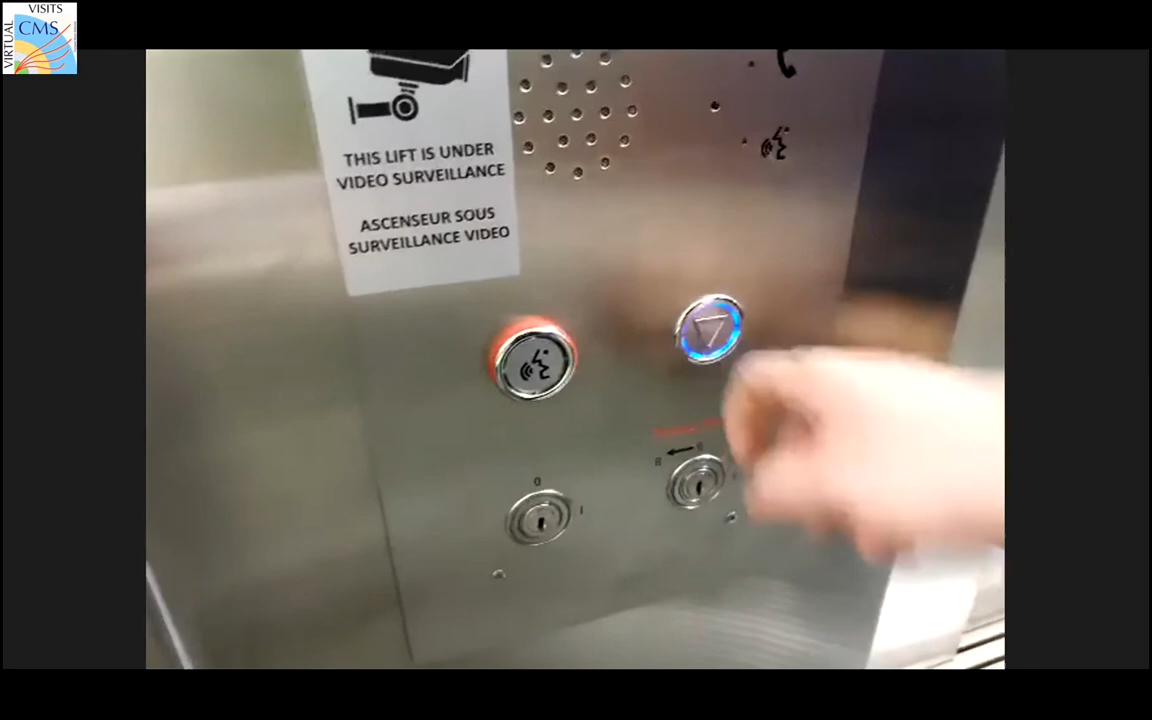 VISITS
CMS
VIRTUAL
THIS LIFT IS UNDER
VIDEO SURVEILLANCE
ASCENSEUR SOUS
SURVEILLANCE VIDEO
0
I